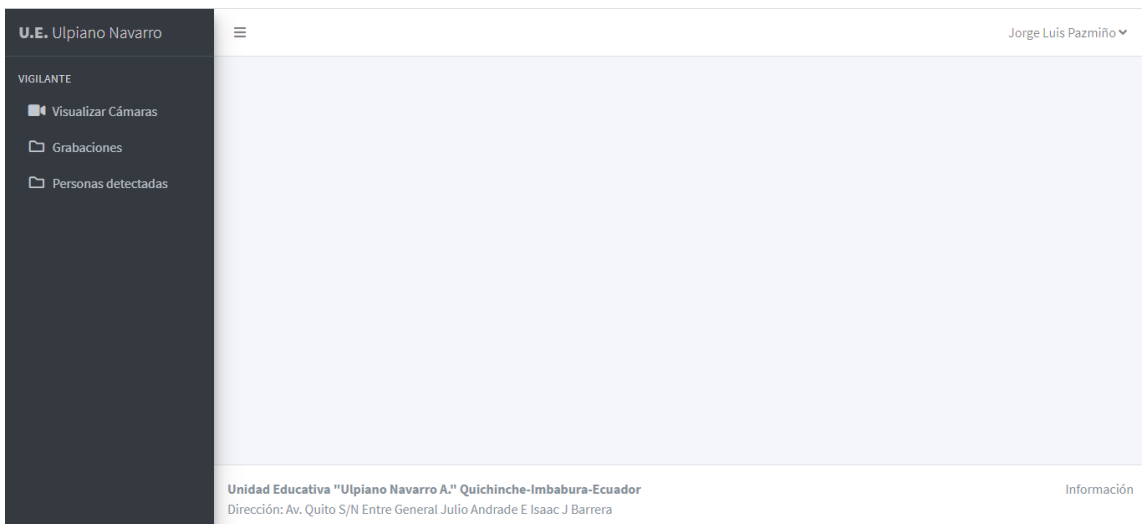 U.E. Ulpiano Navarro
Jorge Luis Pazmiño
VIGILANTE
Visualizar Cámaras
Grabaciones
Personas detectadas
Unidad Educativa "Ulpiano Navarro A." Quichinche-Imbabura-Ecuador
Información
Dirección: Av. Quito S/N Entre General Julio Andrade E Isaac J Barrera